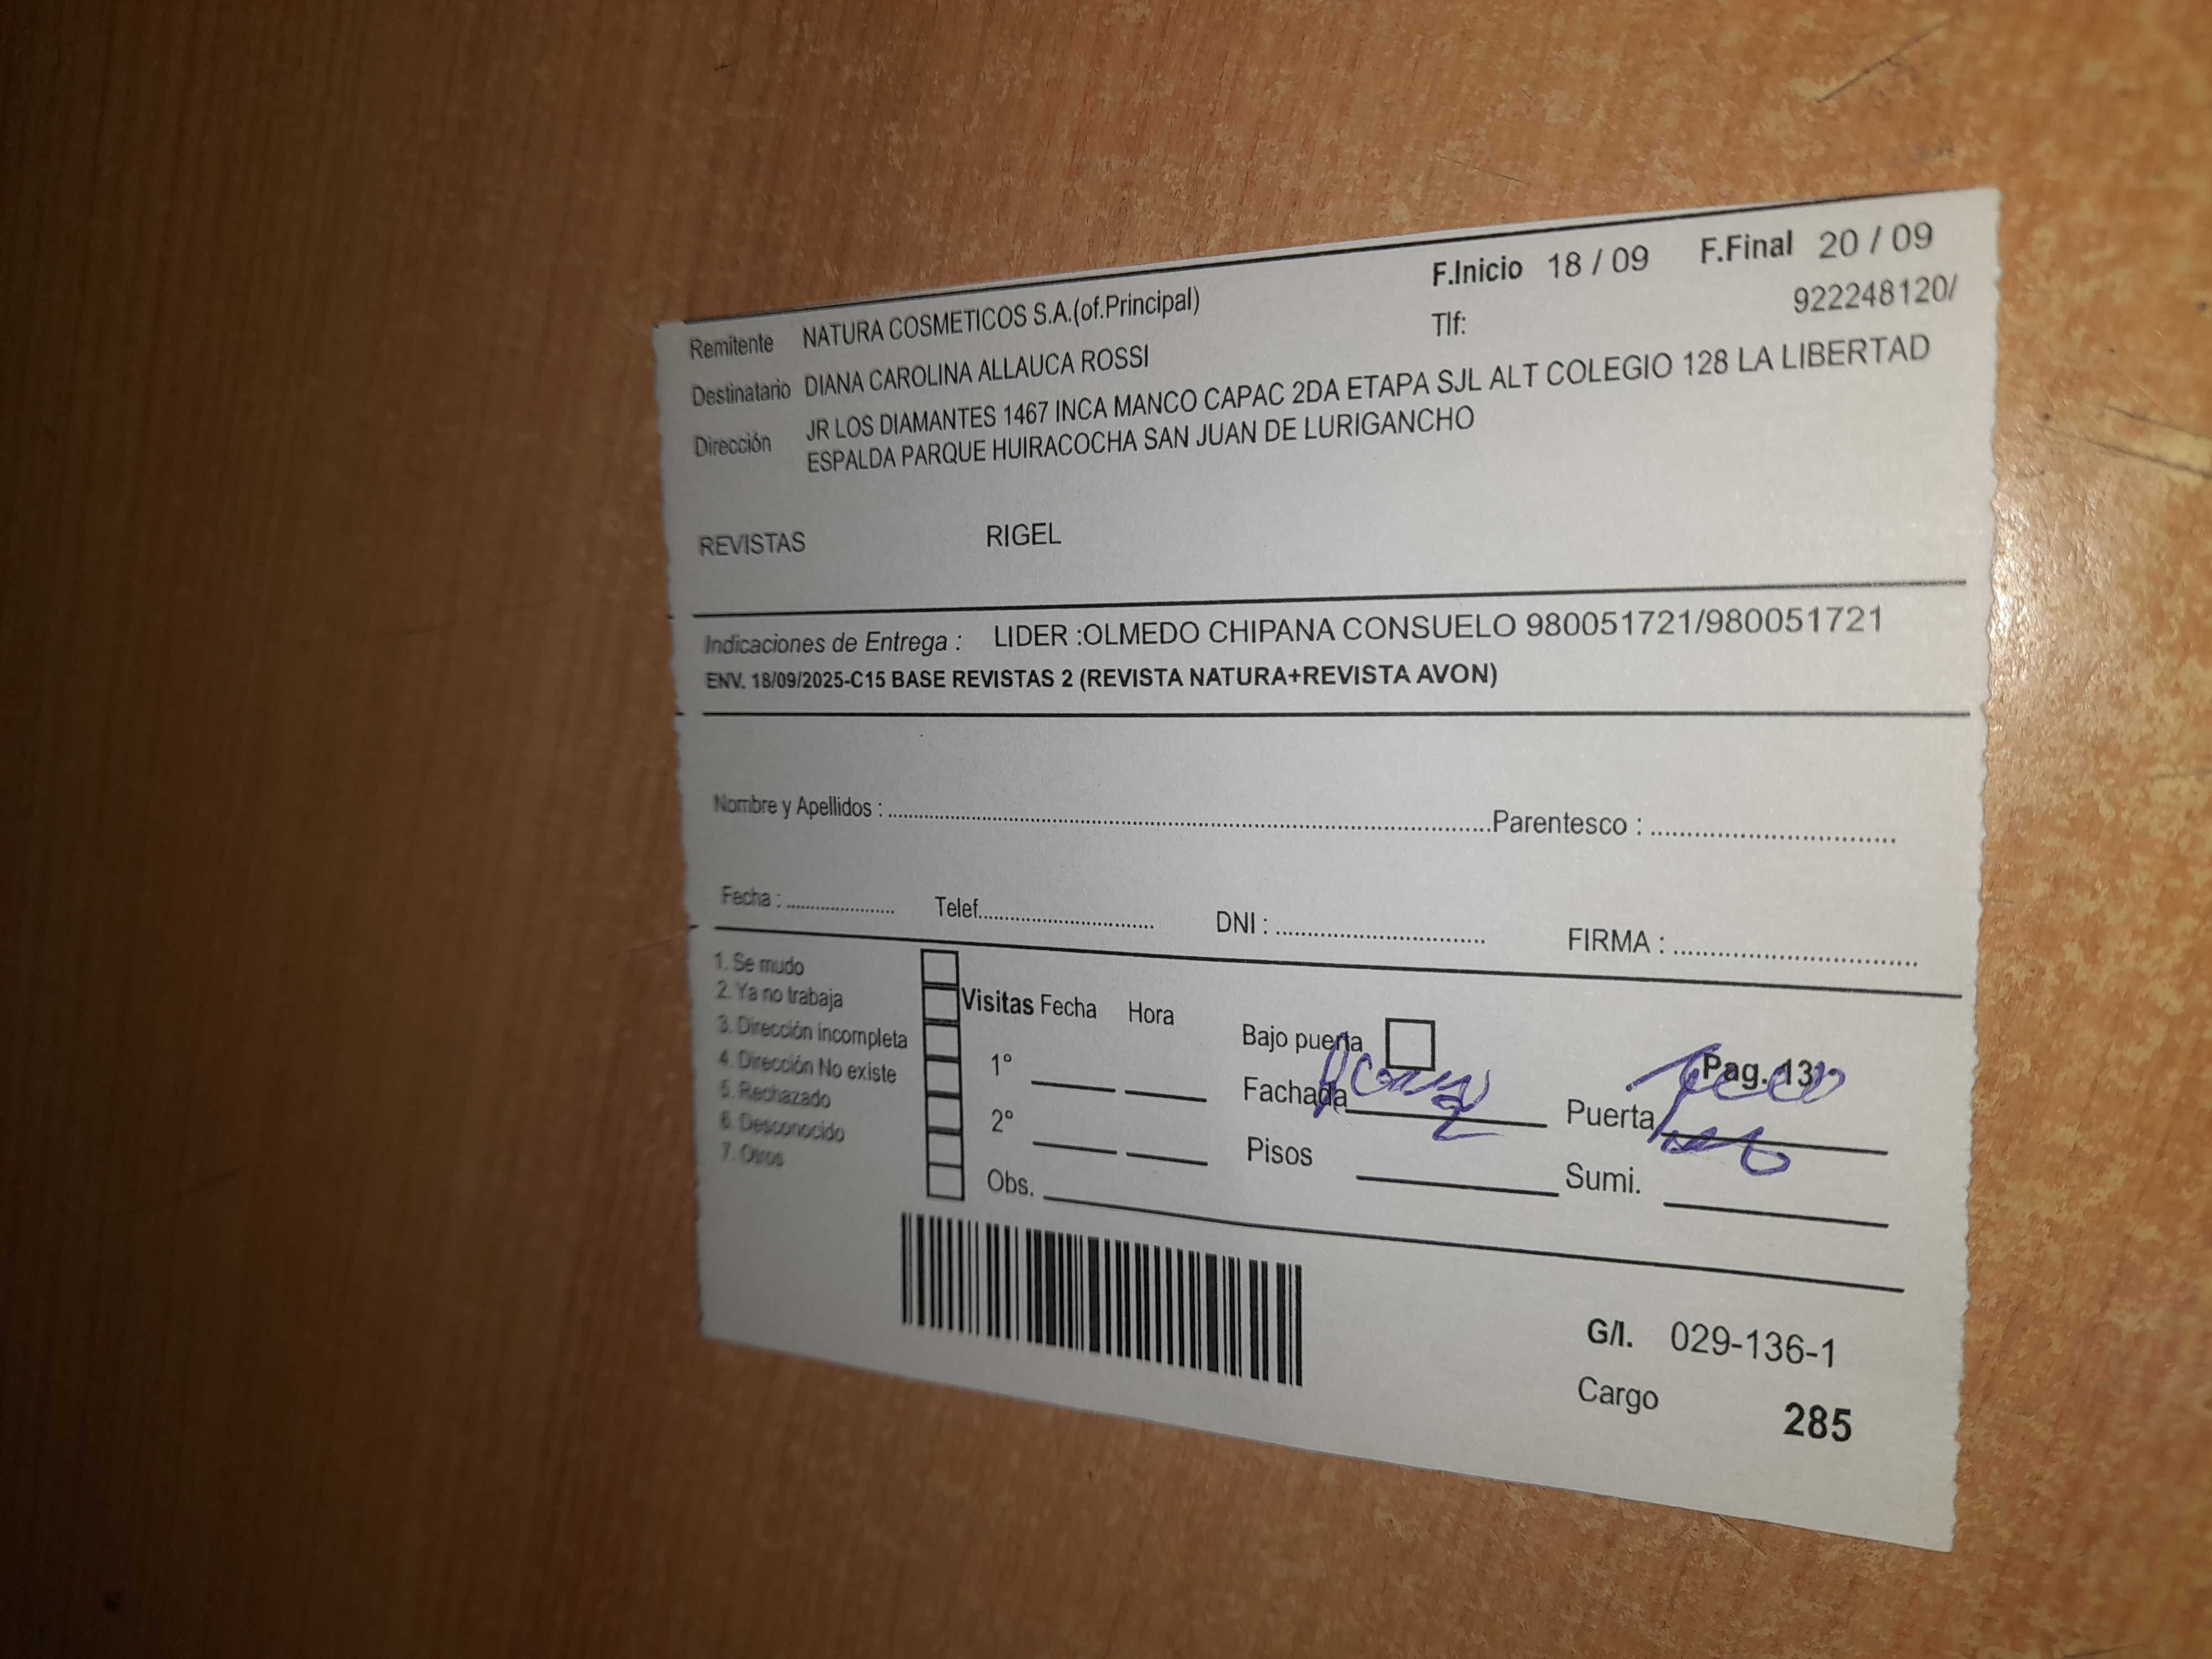 F.Inicio 18 / 09 F.Final 20 / 09
Remitente NATURA COSMETICOS S.A.(of.Principal) Tlf: 922248120/
Destinatario DIANA CAROLINA ALLAUCA ROSSI
Dirección JR LOS DIAMANTES 1467 INCA MANCO CAPAC 2DA ETAPA SJL ALT COLEGIO 128 LA LIBERTAD
ESPALDA PARQUE HUIRACOCHA SAN JUAN DE LURIGANCHO
REVISTAS RIGEL
Indicaciones de Entrega : LIDER :OLMEDO CHIPANA CONSUELO 980051721/980051721
ENV. 18/09/2025-C15 BASE REVISTAS 2 (REVISTA NATURA+REVISTA AVON)
Nombre y Apellidos : Parentesco :
Fecha : Telef. DNI : FIRMA :
1. Se mudo
2. Ya no trabaja
3. Dirección incompleta
4. Dirección No existe
5. Rechazado
6. Desconocido
7. Otros
Visitas Fecha Hora
1°
2°
Obs.
Bajo puerta
Fachada
Pisos
Pag. 13
Puerta
Sumi.
G/I. 029-136-1
Cargo 285